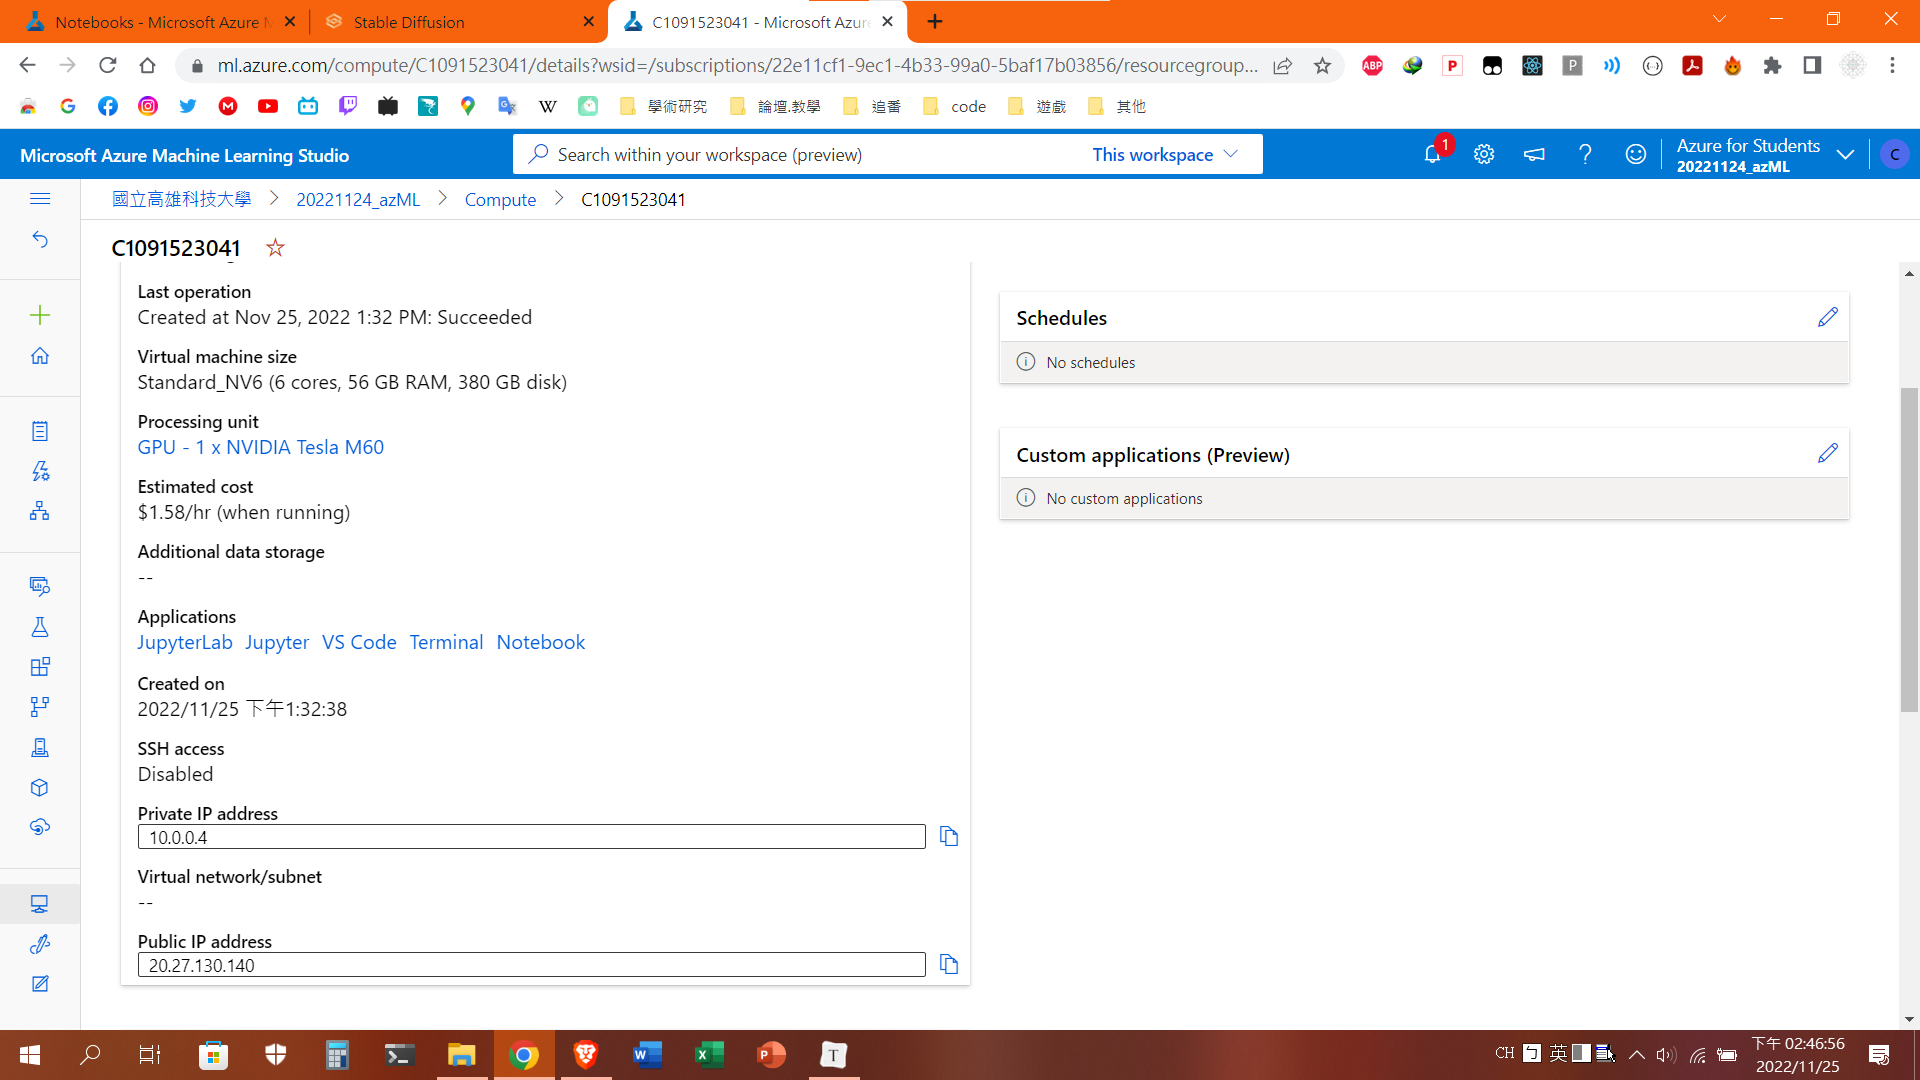 Notebooks - Microsoft Azure M
Stable Diffusion
C1091523041 - Microsoft Azure
ml.azure.com/compute/C1091523041/details?wsid=/subscriptions/22e11cf1-9ec1-4b33-99a0-5baf17b03856/resourcegroup...
ABP
學術研究
論壇.教學
追番
code
遊戲
其他
Microsoft Azure Machine Learning Studio
Search within your workspace (preview)
This workspace
1
Azure for Students
20221124_azML
C
國立高雄科技大學 > 20221124_azML > Compute > C1091523041
C1091523041
Last operation
Created at Nov 25, 2022 1:32 PM: Succeeded
Virtual machine size
Standard_NV6 (6 cores, 56 GB RAM, 380 GB disk)
Processing unit
GPU - 1 x NVIDIA Tesla M60
Estimated cost
$1.58/hr (when running)
Additional data storage
--
Applications
JupyterLab Jupyter VS Code Terminal Notebook
Created on
2022/11/25 下午1:32:38
SSH access
Disabled
Private IP address
10.0.0.4
Virtual network/subnet
--
Public IP address
20.27.130.140
Schedules
No schedules
Custom applications (Preview)
No custom applications
CH
英
下午 02:46:56
2022/11/25